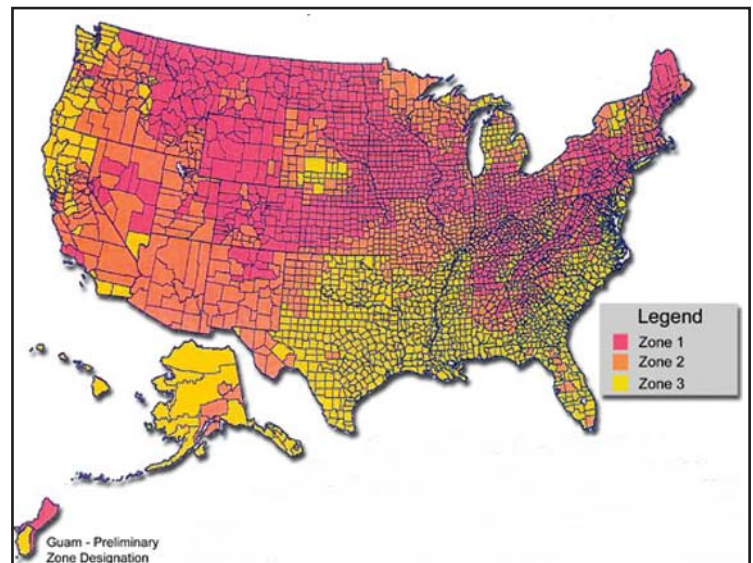 Legend
Zone 1
Zone 2
Zone 3
Guam - Preliminary
Zone Designation